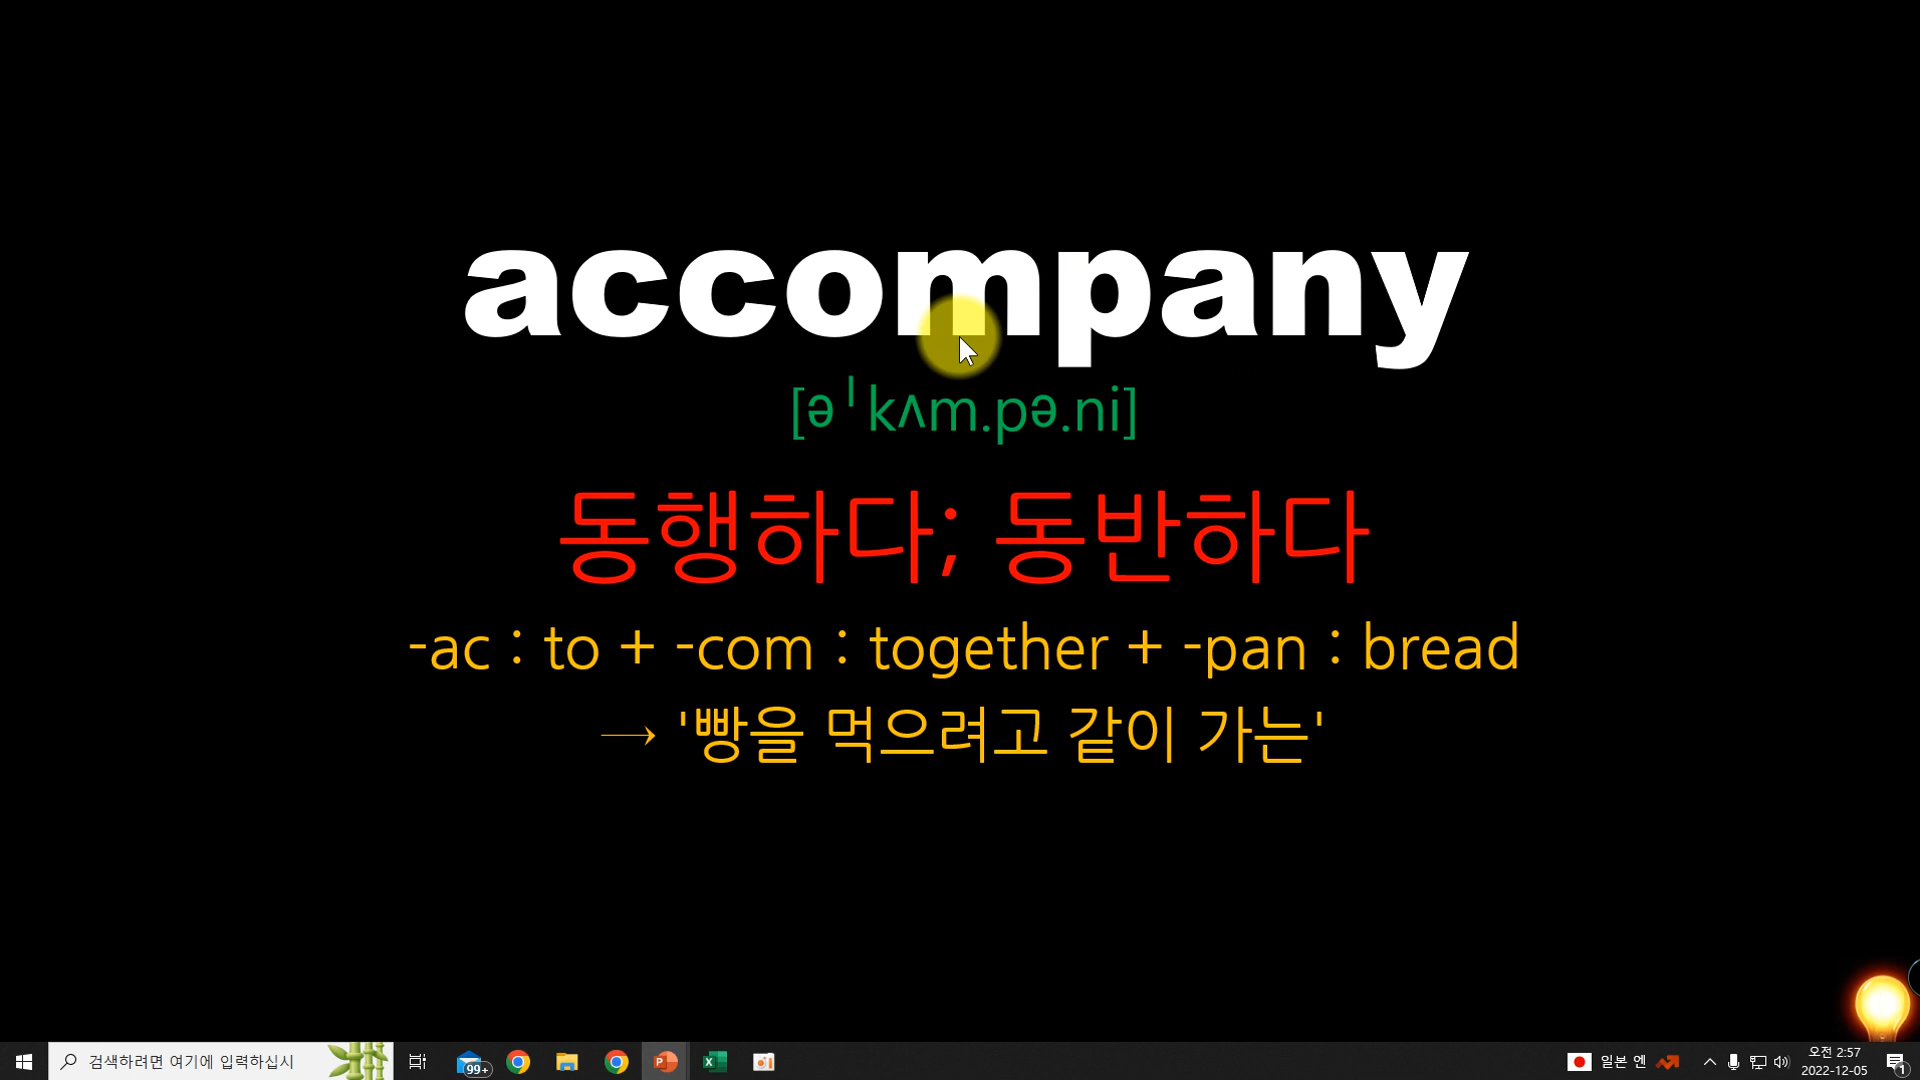 accompany
[əˈkʌm.pə.ni]
동행하다; 동반하다
-ac : to + -com : together + -pan : bread
→ '빵을 먹으려고 같이 가는'
검색하려면 여기에 입력하십시
99+
일본 엔
오전 2:57
2022-12-05
1